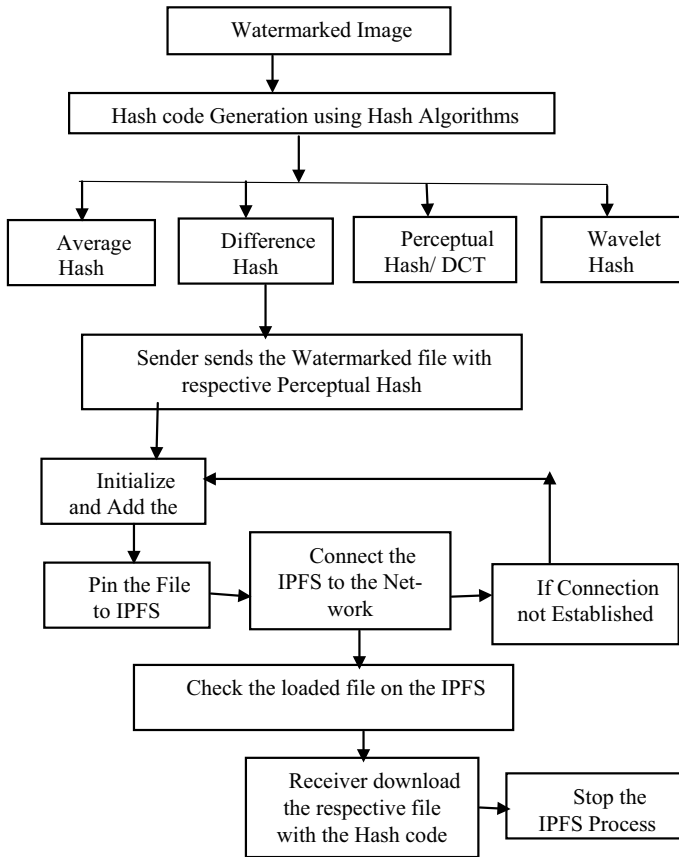 Watermarked Image
Hash code Generation using Hash Algorithms
Average
Hash
Difference
Hash
Perceptual
Hash/ DCT
Wavelet
Hash
Sender sends the Watermarked file with
respective Perceptual Hash
Initialize
and Add the
Pin the File
to IPFS
Connect the
IPFS to the Net-
work
If Connection
not Established
Check the loaded file on the IPFS
Receiver download
the respective file
with the Hash code
Stop the
IPFS Process